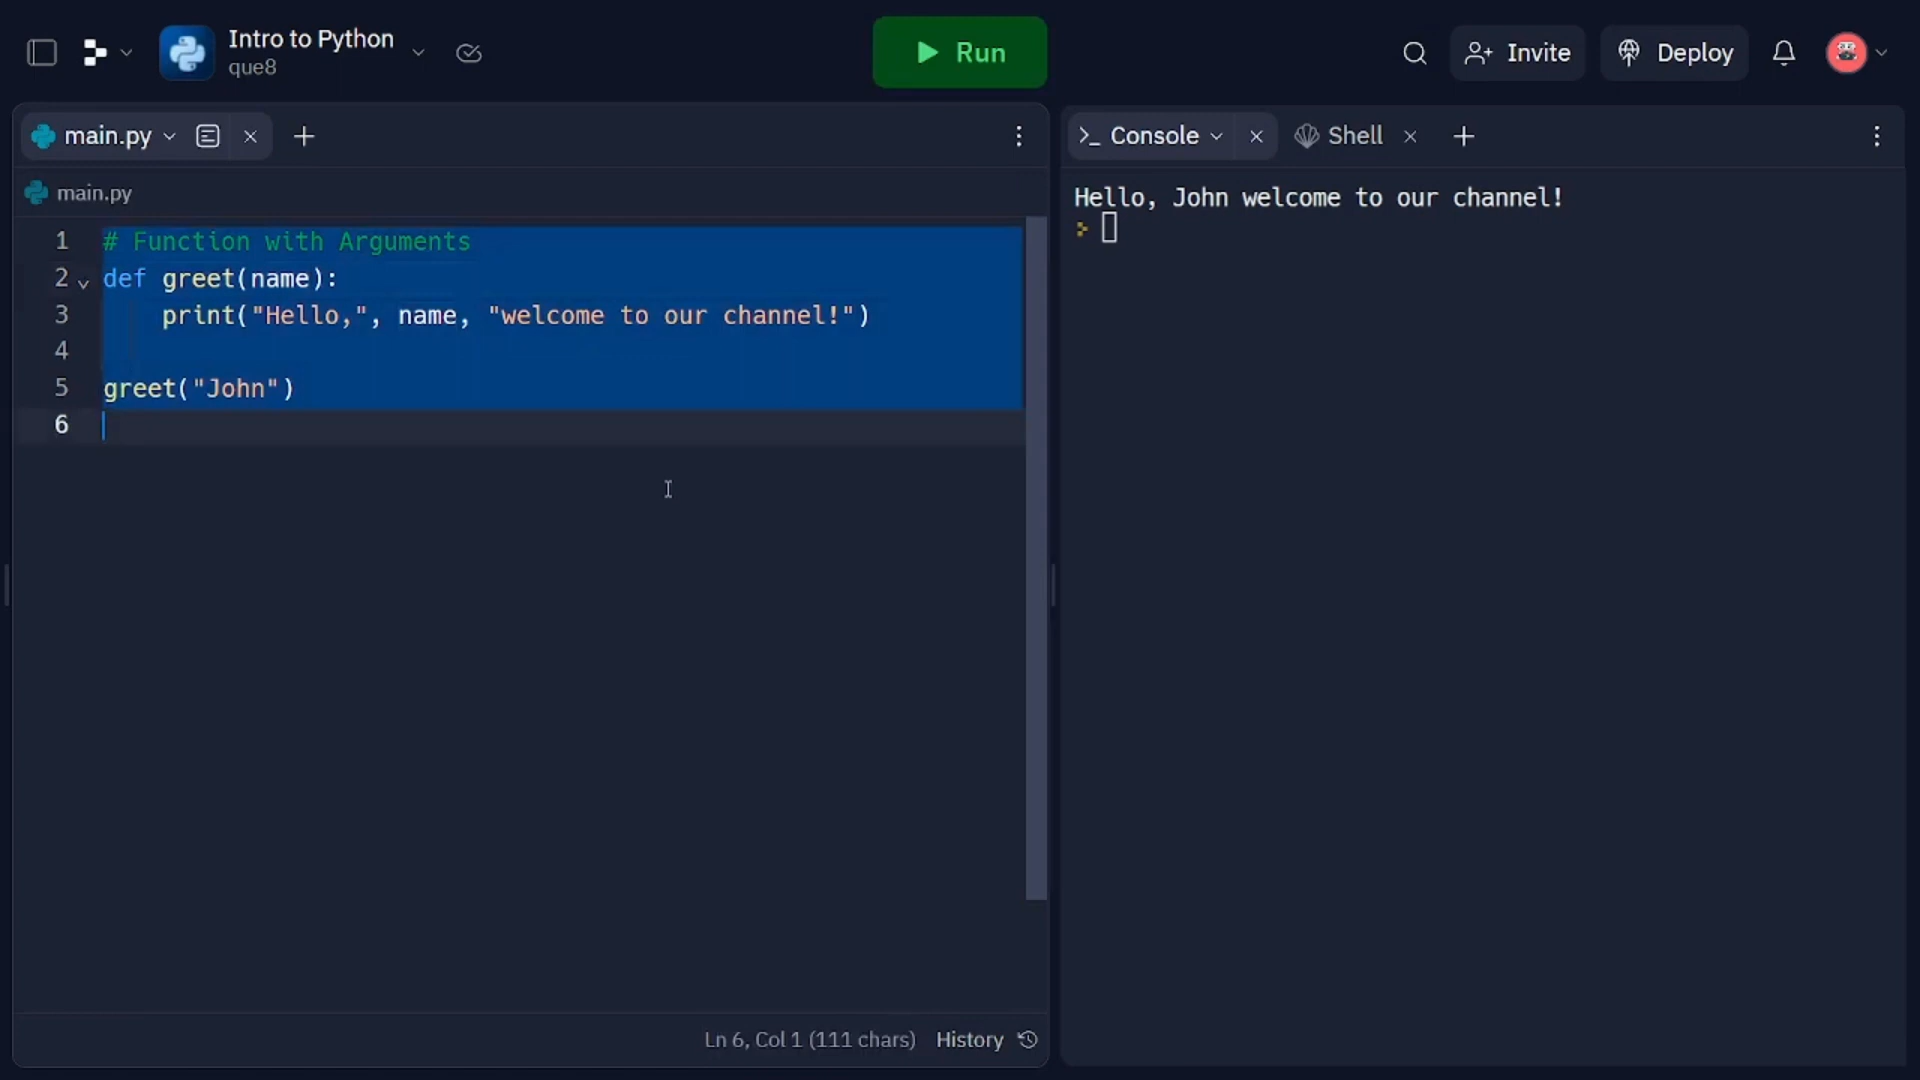 Intro to Python
que8
Run
Invite
Deploy
main.py
Console
Shell
main.py
1 # Function with Arguments
2 def greet(name):
3 print("Hello,", name, "welcome to our channel!")
4
5 greet("John")
6
Ln 6, Col 1 (111 chars) History
Hello, John welcome to our channel!